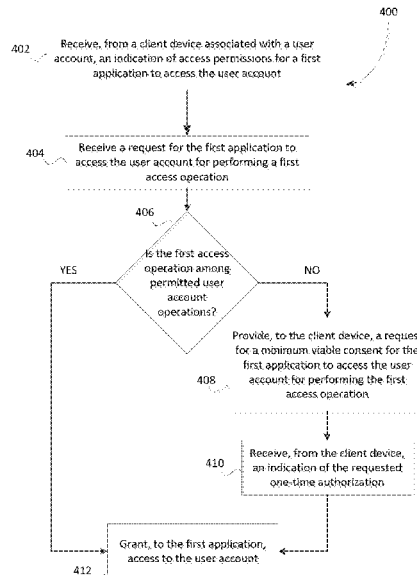 400
402
Receive, from a client device associated with a user
account, an indication of access permissions for a first
application to access the user account
404
Receive a request for the first application to
access the user account for performing a first
access operation
406
Is the first access
operation among
permitted user
account
operations?
YES
NO
Provide, to the client device, a request
for a minimum viable consent for the
first application to access the user
account for performing the first
access operation
408
Receive, from the client device,
an indication of the requested
one-time authorization
410
Grant, to the first application,
access to the user account
412